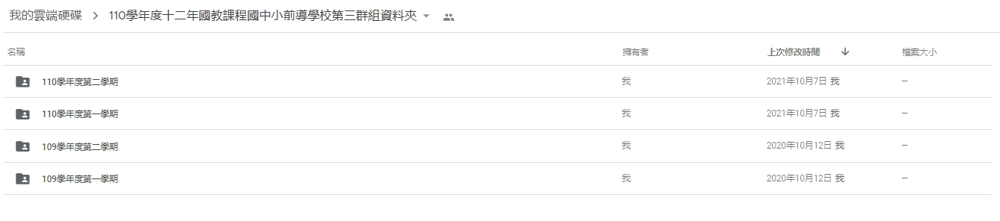 我的雲端硬碟 > 110學年度十二年國教課程國中小前導學校第三群組資料夾
名稱 擁有者 上次修改時間 ↓ 檔案大小
110學年度第二學期 我 2021年10月7日 我 —
110學年度第一學期 我 2021年10月7日 我 —
109學年度第二學期 我 2020年10月12日 我 —
109學年度第一學期 我 2020年10月12日 我 —